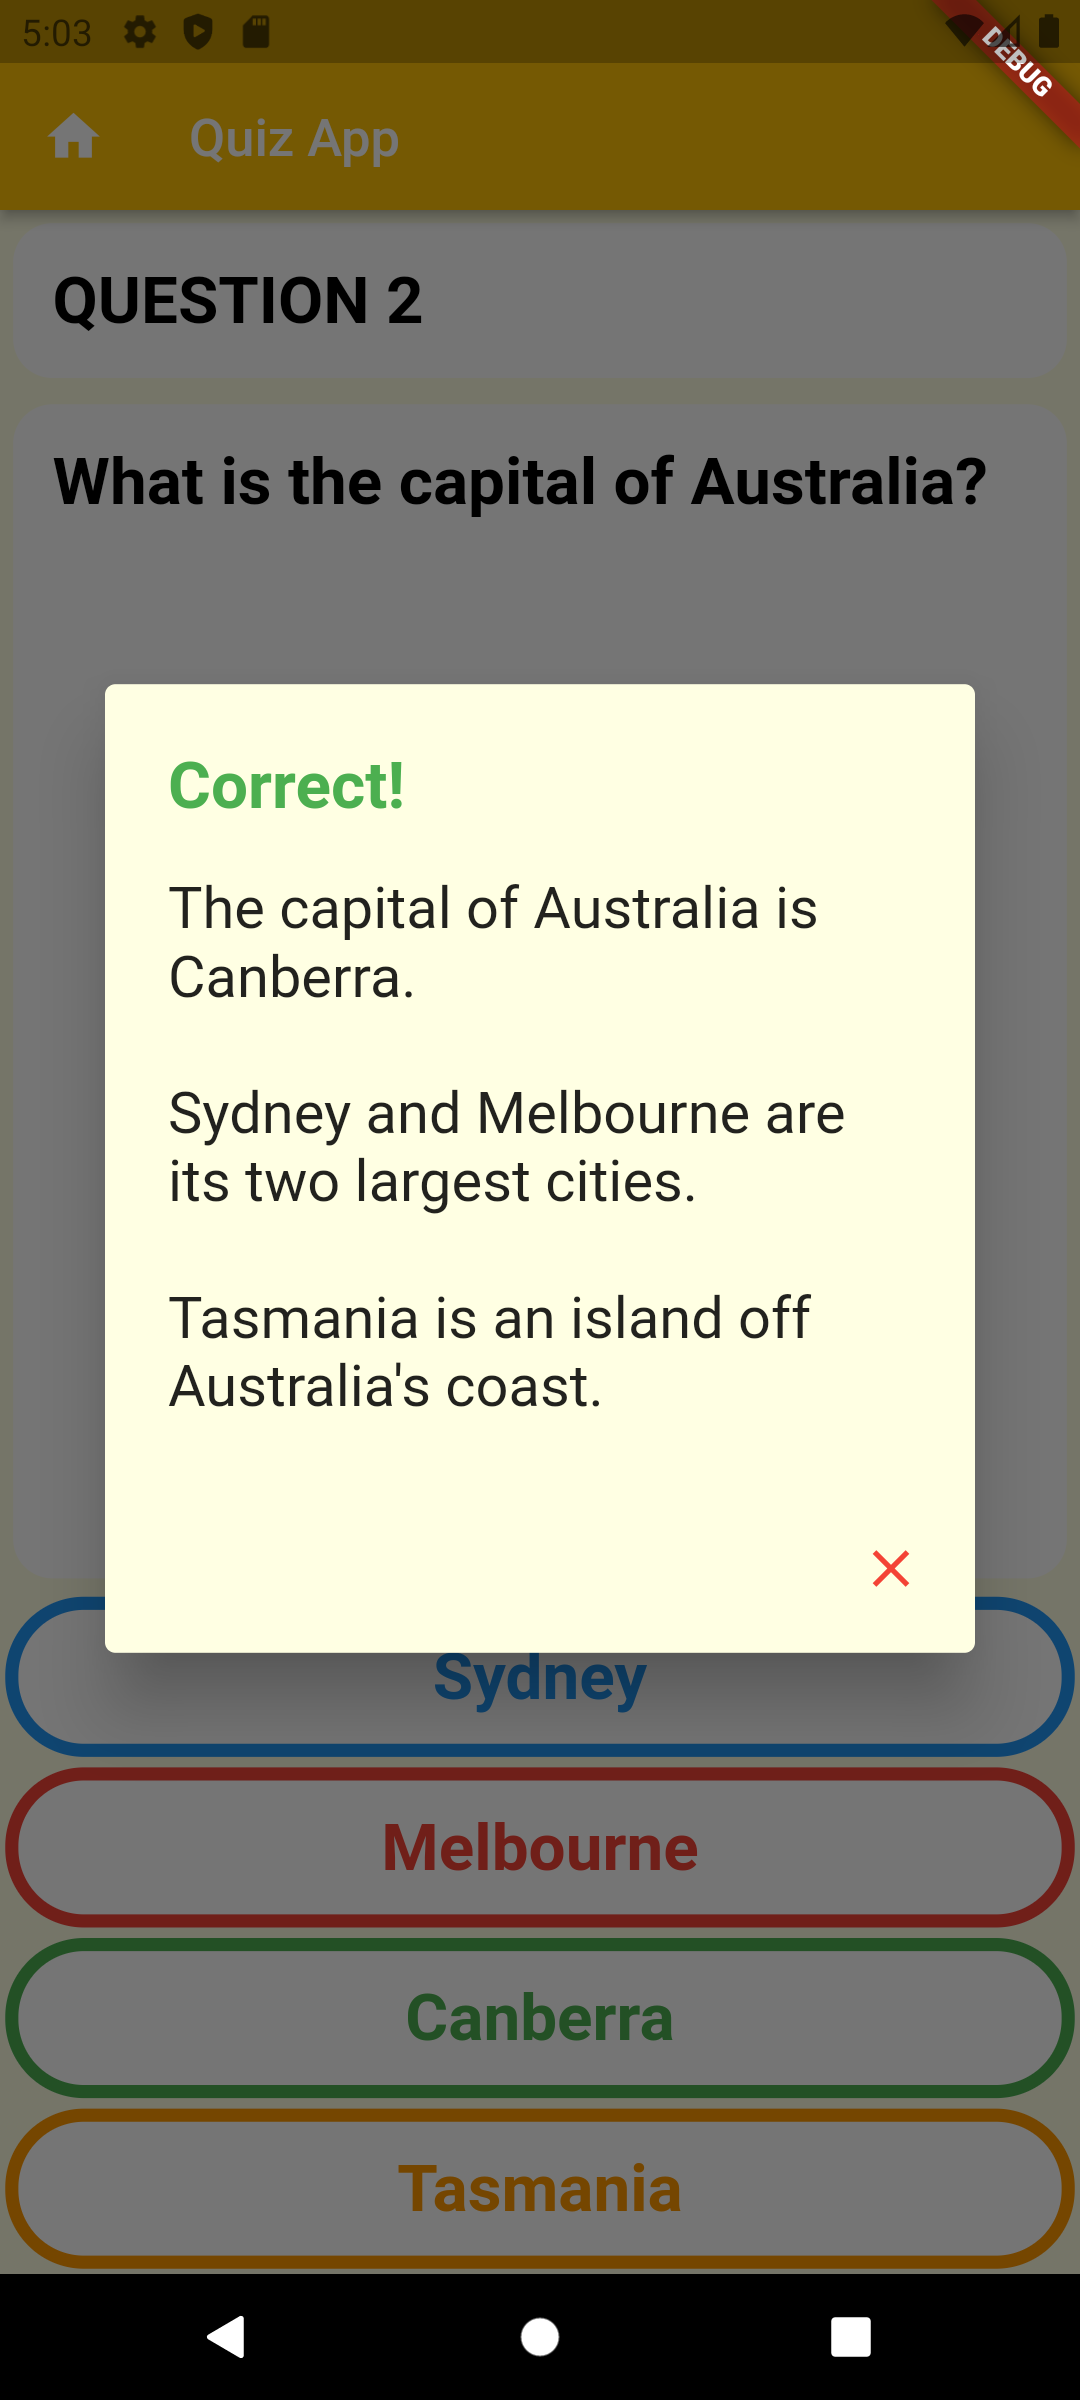 5:03
DEBUG
Quiz App
QUESTION 2
What is the capital of Australia?
Correct!
The capital of Australia is
Canberra.
Sydney and Melbourne are
its two largest cities.
Tasmania is an island off
Australia's coast.
Sydney
Melbourne
Canberra
Tasmania